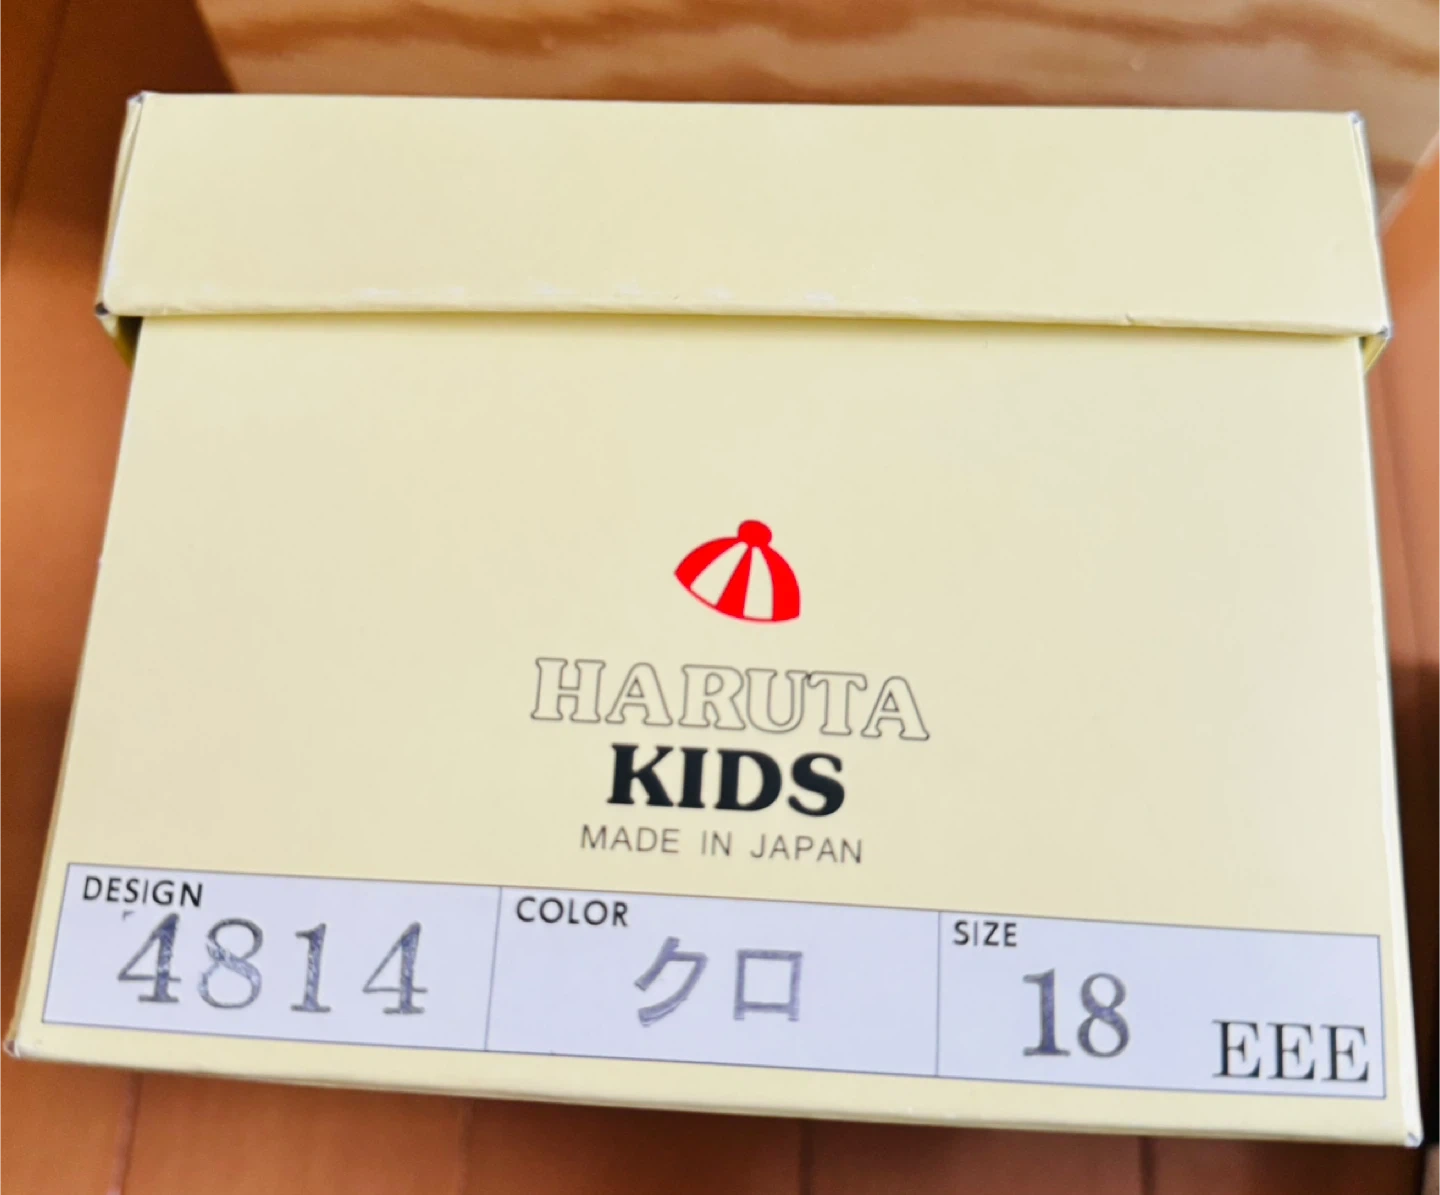 HARUTA
KIDS
MADE IN JAPAN
DESIGN COLOR SIZE
4814 クロ 18 EEE